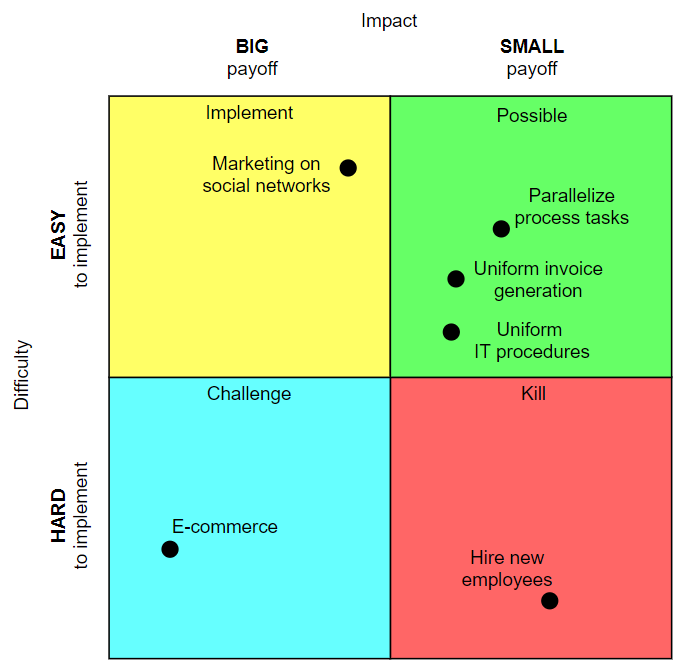 Impact
BIG
payoff
SMALL
payoff
Difficulty
EASY
to implement
HARD
to implement
Implement
Marketing on
social networks
Possible
Parallelize
process tasks
Uniform invoice
generation
Uniform
IT procedures
Challenge
E-commerce
Kill
Hire new
employees